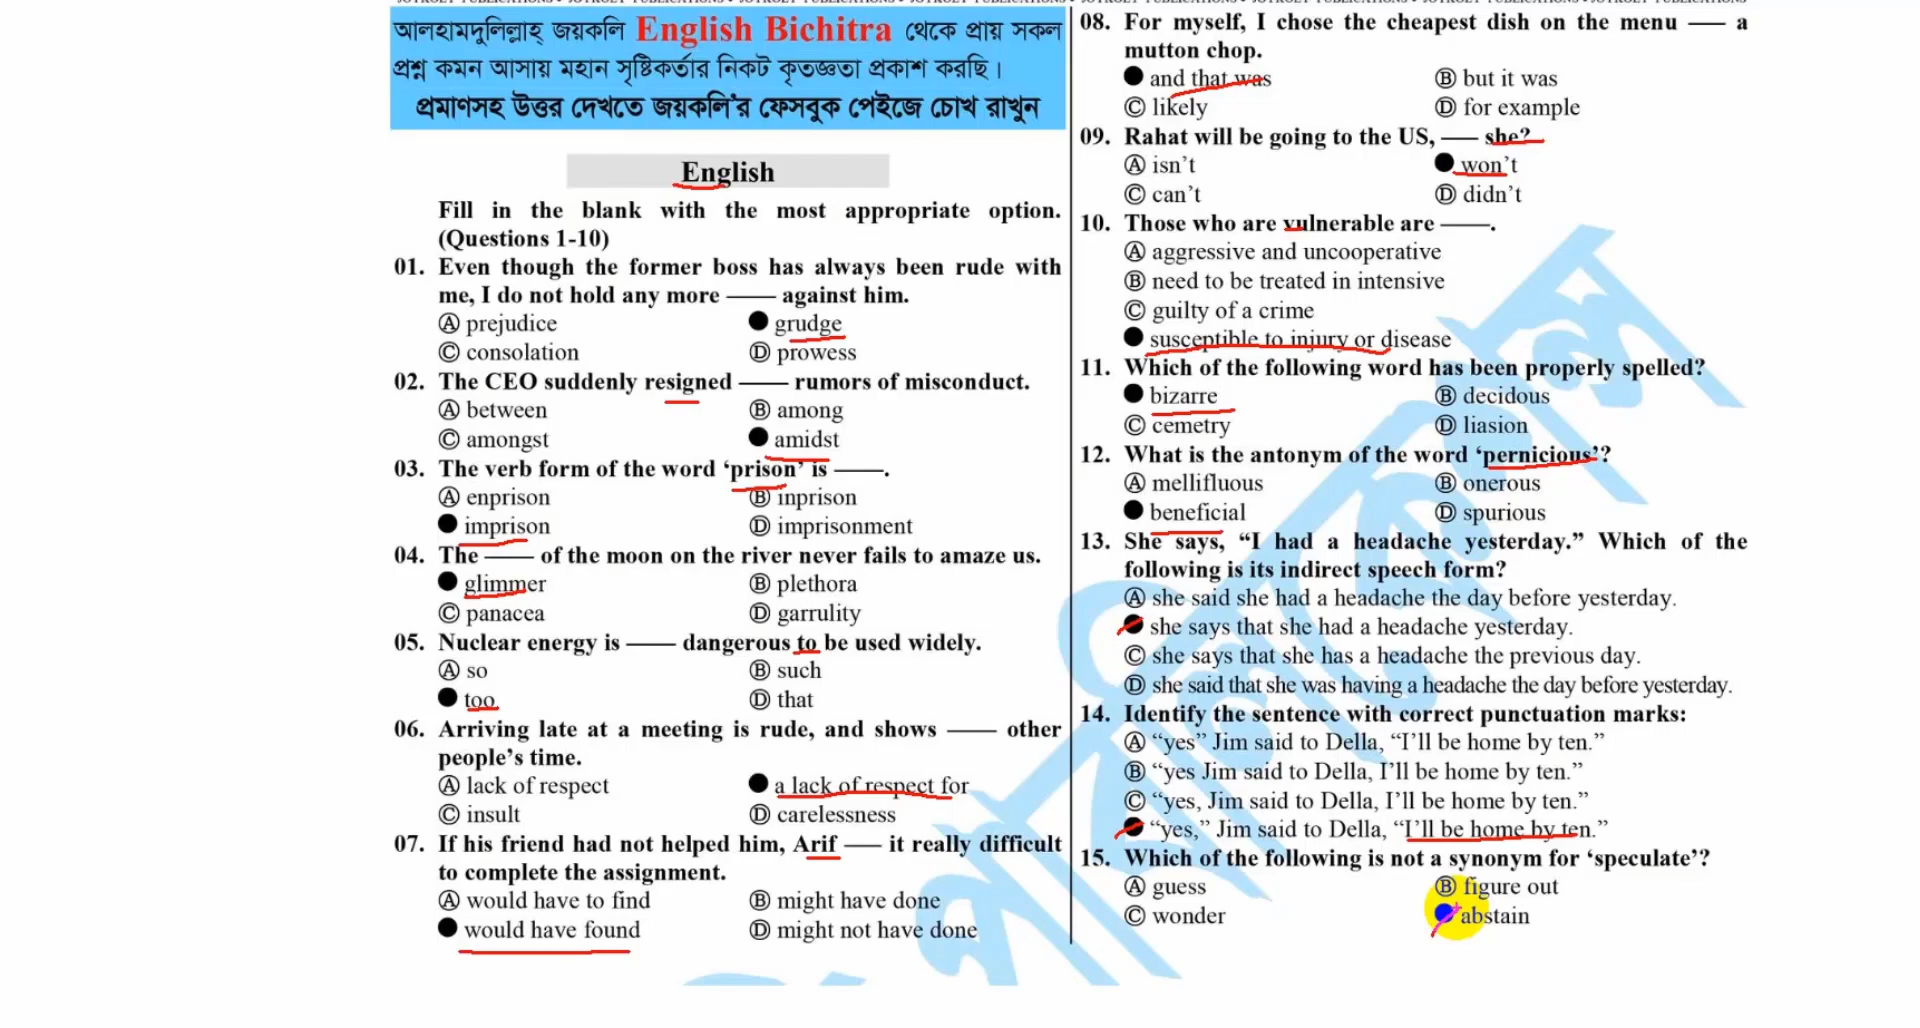 আলহামদুলিল্লাহ্ জয়কলি English Bichitra থেকে প্রায় সকল
প্রশ্ন কমন আসায় মহান সৃষ্টিকর্তার নিকট কৃতজ্ঞতা প্রকাশ করছি।
প্রমাণসহ উত্তর দেখতে জয়কলি'র ফেসবুক পেইজে চোখ রাখুন
English
Fill in the blank with the most appropriate option.
(Questions 1-10)
01. Even though the former boss has always been rude with
me, I do not hold any more —— against him.
Ⓐ prejudice ● grudge
Ⓒ consolation Ⓓ prowess
02. The CEO suddenly resigned —— rumors of misconduct.
Ⓐ between Ⓑ among
Ⓒ amongst ● amidst
03. The verb form of the word ‘prison’ is ——.
Ⓐ enprison Ⓑ inprison
● imprison Ⓓ imprisonment
04. The —— of the moon on the river never fails to amaze us.
● glimmer Ⓑ plethora
Ⓒ panacea Ⓓ garrulity
05. Nuclear energy is —— dangerous to be used widely.
Ⓐ so Ⓑ such
● too Ⓓ that
06. Arriving late at a meeting is rude, and shows —— other
people’s time.
Ⓐ lack of respect ● a lack of respect for
Ⓒ insult Ⓓ carelessness
07. If his friend had not helped him, Arif —— it really difficult
to complete the assignment.
Ⓐ would have to find Ⓑ might have done
● would have found Ⓓ might not have done
08. For myself, I chose the cheapest dish on the menu —— a
mutton chop.
● and that was Ⓑ but it was
Ⓒ likely Ⓓ for example
09. Rahat will be going to the US, —— she?
Ⓐ isn’t ● won’t
Ⓒ can’t Ⓓ didn’t
10. Those who are vulnerable are ——.
Ⓐ aggressive and uncooperative
Ⓑ need to be treated in intensive
Ⓒ guilty of a crime
● susceptible to injury or disease
11. Which of the following word has been properly spelled?
● bizarre Ⓑ decidous
Ⓒ cemetry Ⓓ liasion
12. What is the antonym of the word ‘pernicious’?
Ⓐ mellifluous Ⓑ onerous
● beneficial Ⓓ spurious
13. She says, “I had a headache yesterday.” Which of the
following is its indirect speech form?
Ⓐ she said she had a headache the day before yesterday.
● she says that she had a headache yesterday.
Ⓒ she says that she has a headache the previous day.
Ⓓ she said that she was having a headache the day before yesterday.
14. Identify the sentence with correct punctuation marks:
Ⓐ “yes” Jim said to Della, “I’ll be home by ten.”
Ⓑ “yes Jim said to Della, I’ll be home by ten.”
Ⓒ “yes, Jim said to Della, I’ll be home by ten.”
● “yes,” Jim said to Della, “I’ll be home by ten.”
15. Which of the following is not a synonym for ‘speculate’?
Ⓐ guess Ⓑ figure out
Ⓒ wonder ● abstain